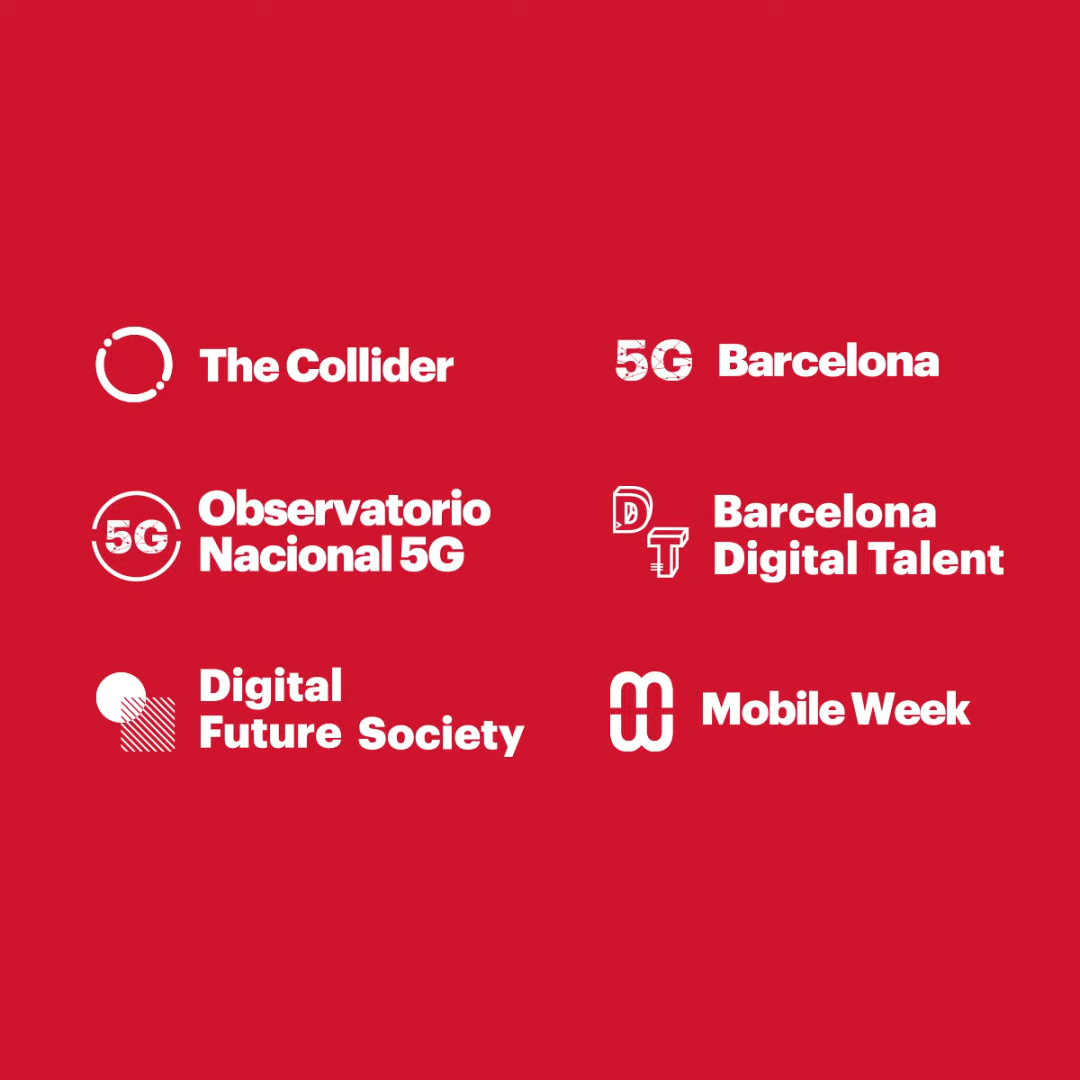 The Collider
5G Barcelona
5G Observatorio
Nacional 5G
DT Barcelona
Digital Talent
Digital
Future Society
Mobile Week